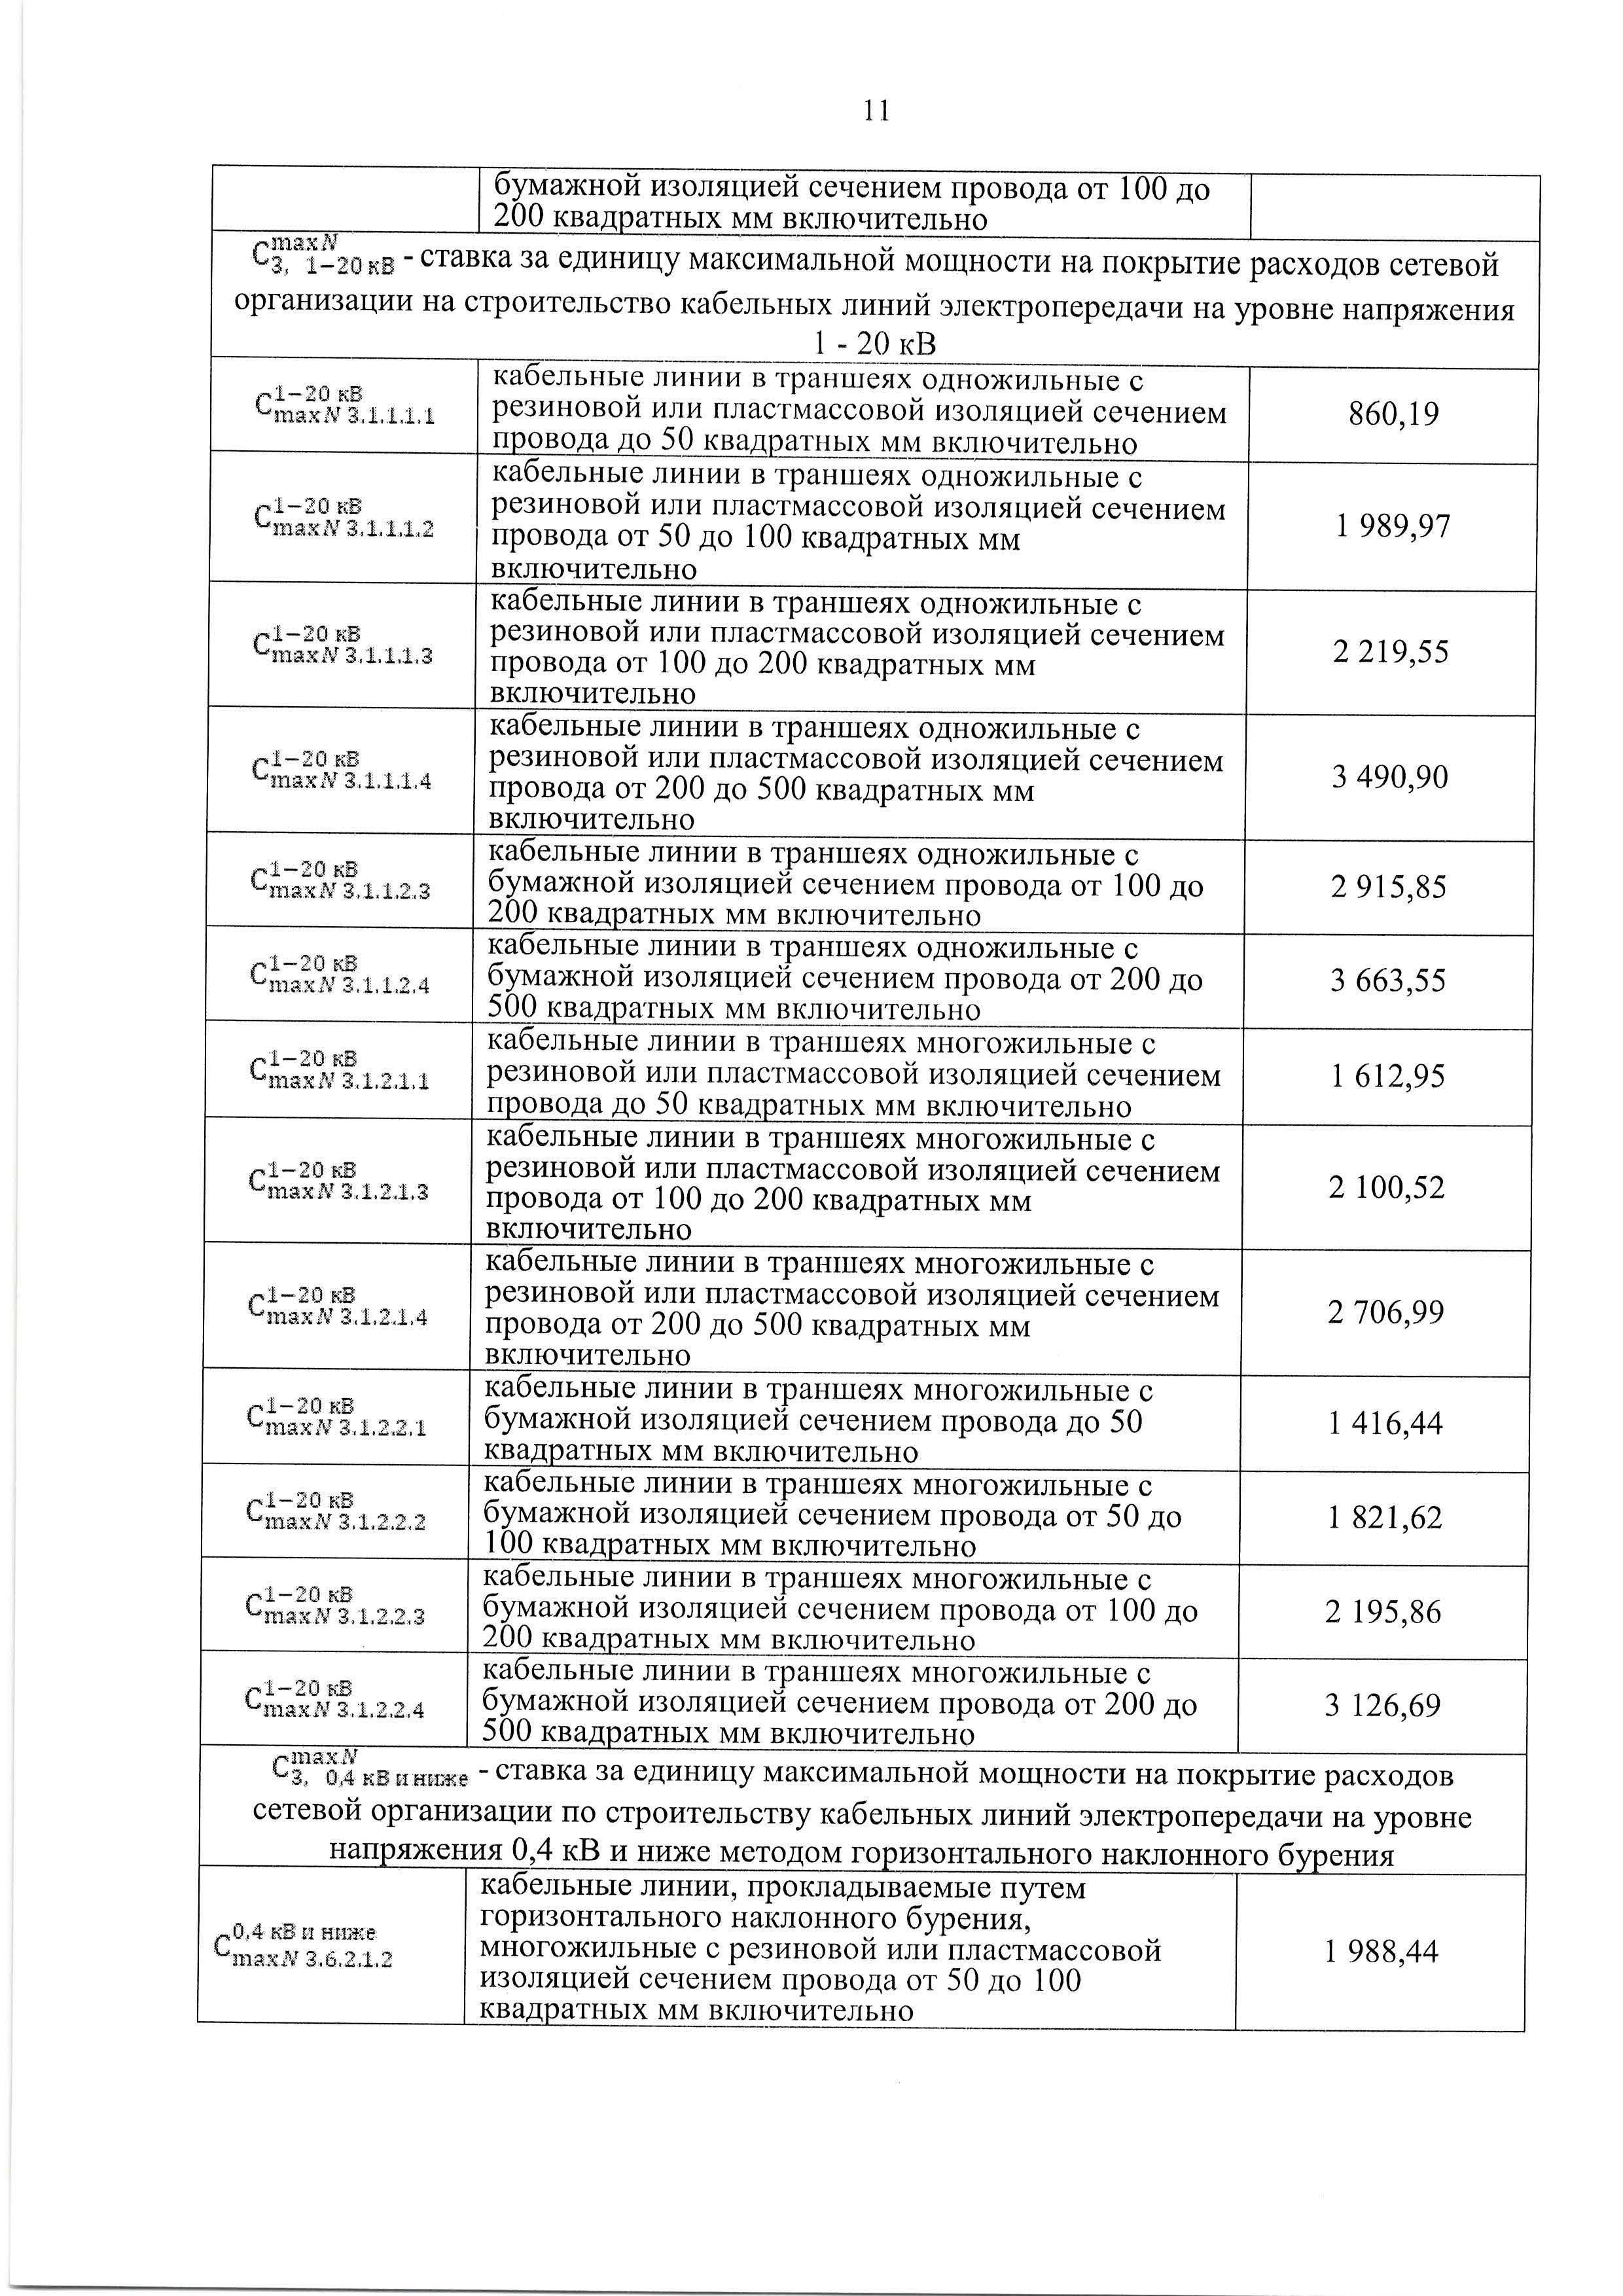 11
бумажной изоляцией сечением провода от 100 до
200 квадратных мм включительно
C maxN 3, 1−20 кВ - ставка за единицу максимальной мощности на покрытие расходов сетевой
организации на строительство кабельных линий электропередачи на уровне напряжения
1 - 20 кВ
C 1−20 кВ maxN 3.1.1.1.1
кабельные линии в траншеях одножильные с
резиновой или пластмассовой изоляцией сечением
провода до 50 квадратных мм включительно
860,19
C 1−20 кВ maxN 3.1.1.1.2
кабельные линии в траншеях одножильные с
резиновой или пластмассовой изоляцией сечением
провода от 50 до 100 квадратных мм
включительно
1 989,97
C 1−20 кВ maxN 3.1.1.1.3
кабельные линии в траншеях одножильные с
резиновой или пластмассовой изоляцией сечением
провода от 100 до 200 квадратных мм
включительно
2 219,55
C 1−20 кВ maxN 3.1.1.1.4
кабельные линии в траншеях одножильные с
резиновой или пластмассовой изоляцией сечением
провода от 200 до 500 квадратных мм
включительно
3 490,90
C 1−20 кВ maxN 3.1.1.2.3
кабельные линии в траншеях одножильные с
бумажной изоляцией сечением провода от 100 до
200 квадратных мм включительно
2 915,85
C 1−20 кВ maxN 3.1.1.2.4
кабельные линии в траншеях одножильные с
бумажной изоляцией сечением провода от 200 до
500 квадратных мм включительно
3 663,55
C 1−20 кВ maxN 3.1.2.1.1
кабельные линии в траншеях многожильные с
резиновой или пластмассовой изоляцией сечением
провода до 50 квадратных мм включительно
1 612,95
C 1−20 кВ maxN 3.1.2.1.3
кабельные линии в траншеях многожильные с
резиновой или пластмассовой изоляцией сечением
провода от 100 до 200 квадратных мм
включительно
2 100,52
C 1−20 кВ maxN 3.1.2.1.4
кабельные линии в траншеях многожильные с
резиновой или пластмассовой изоляцией сечением
провода от 200 до 500 квадратных мм
включительно
2 706,99
C 1−20 кВ maxN 3.1.2.2.1
кабельные линии в траншеях многожильные с
бумажной изоляцией сечением провода до 50
квадратных мм включительно
1 416,44
C 1−20 кВ maxN 3.1.2.2.2
кабельные линии в траншеях многожильные с
бумажной изоляцией сечением провода от 50 до
100 квадратных мм включительно
1 821,62
C 1−20 кВ maxN 3.1.2.2.3
кабельные линии в траншеях многожильные с
бумажной изоляцией сечением провода от 100 до
200 квадратных мм включительно
2 195,86
C 1−20 кВ maxN 3.1.2.2.4
кабельные линии в траншеях многожильные с
бумажной изоляцией сечением провода от 200 до
500 квадратных мм включительно
3 126,69
C maxN 3, 0,4 кВ и ниже - ставка за единицу максимальной мощности на покрытие расходов
сетевой организации по строительству кабельных линий электропередачи на уровне
напряжения 0,4 кВ и ниже методом горизонтального наклонного бурения
C 0,4 кВ и ниже maxN 3.6.2.1.2
кабельные линии, прокладываемые путем
горизонтального наклонного бурения,
многожильные с резиновой или пластмассовой
изоляцией сечением провода от 50 до 100
квадратных мм включительно
1 988,44